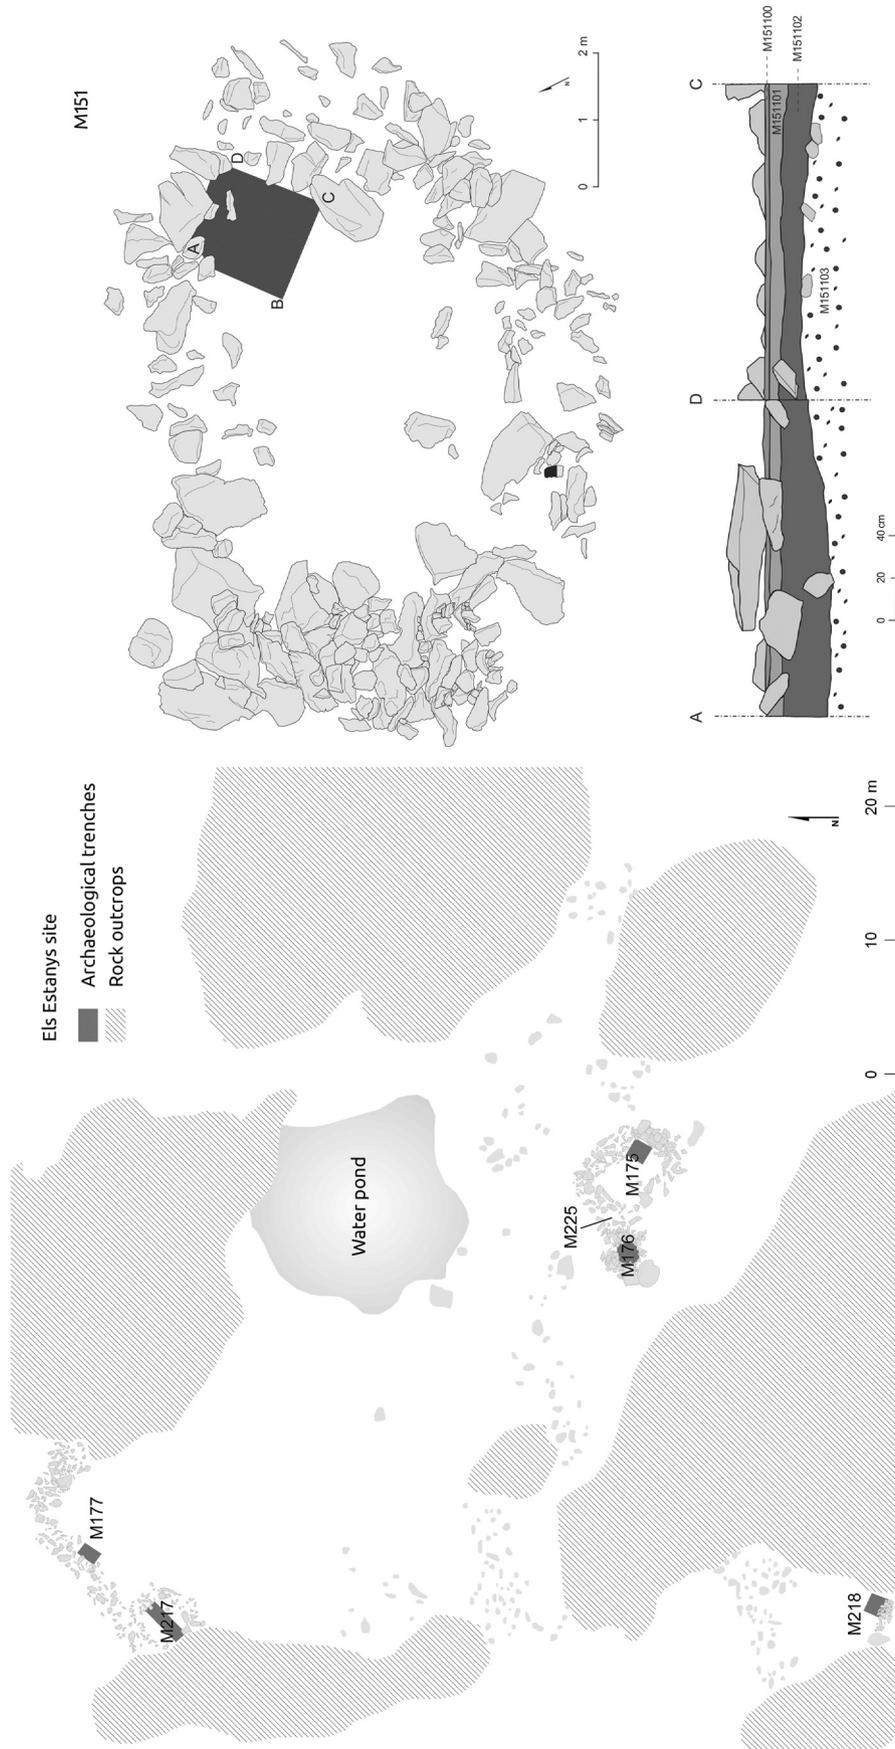 Els Estanys site
Archaeological trenches
Rock outcrops
M177
M217
Water pond
M225
M176
M175
M218
0 10 20 m
N
M151
A
B
C
D
0 1 2 m
N
A D C
M151100
M151101
M151102
M151103
0 20 40 cm